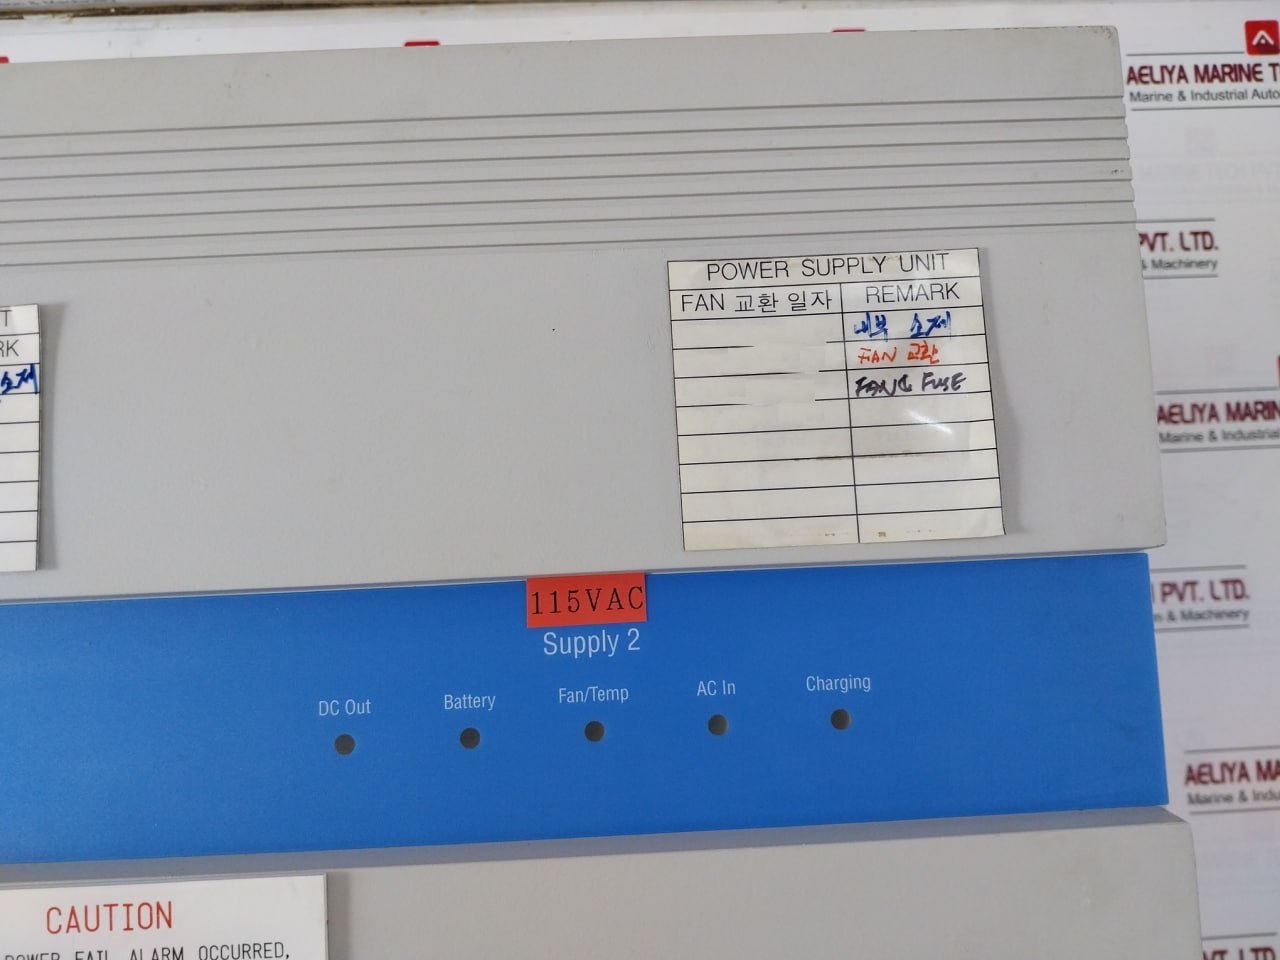 AELIYA MARINE T
Marine & Industrial Auto
PVT. LTD.
& Machinery
POWER SUPPLY UNIT
FAN 교환 일자 REMARK
내부 소제
FAN 교환
FAN & FUSE
T
RK
소제
AELIYA MARIN
Marine & Industrial
115VAC
Supply 2
DC Out Battery Fan/Temp AC In Charging
PVT. LTD.
n & Machinery
AELIYA MA
Marine & Indu
CAUTION
POWER FAIL ALARM OCCURRED,
VT. LTD.